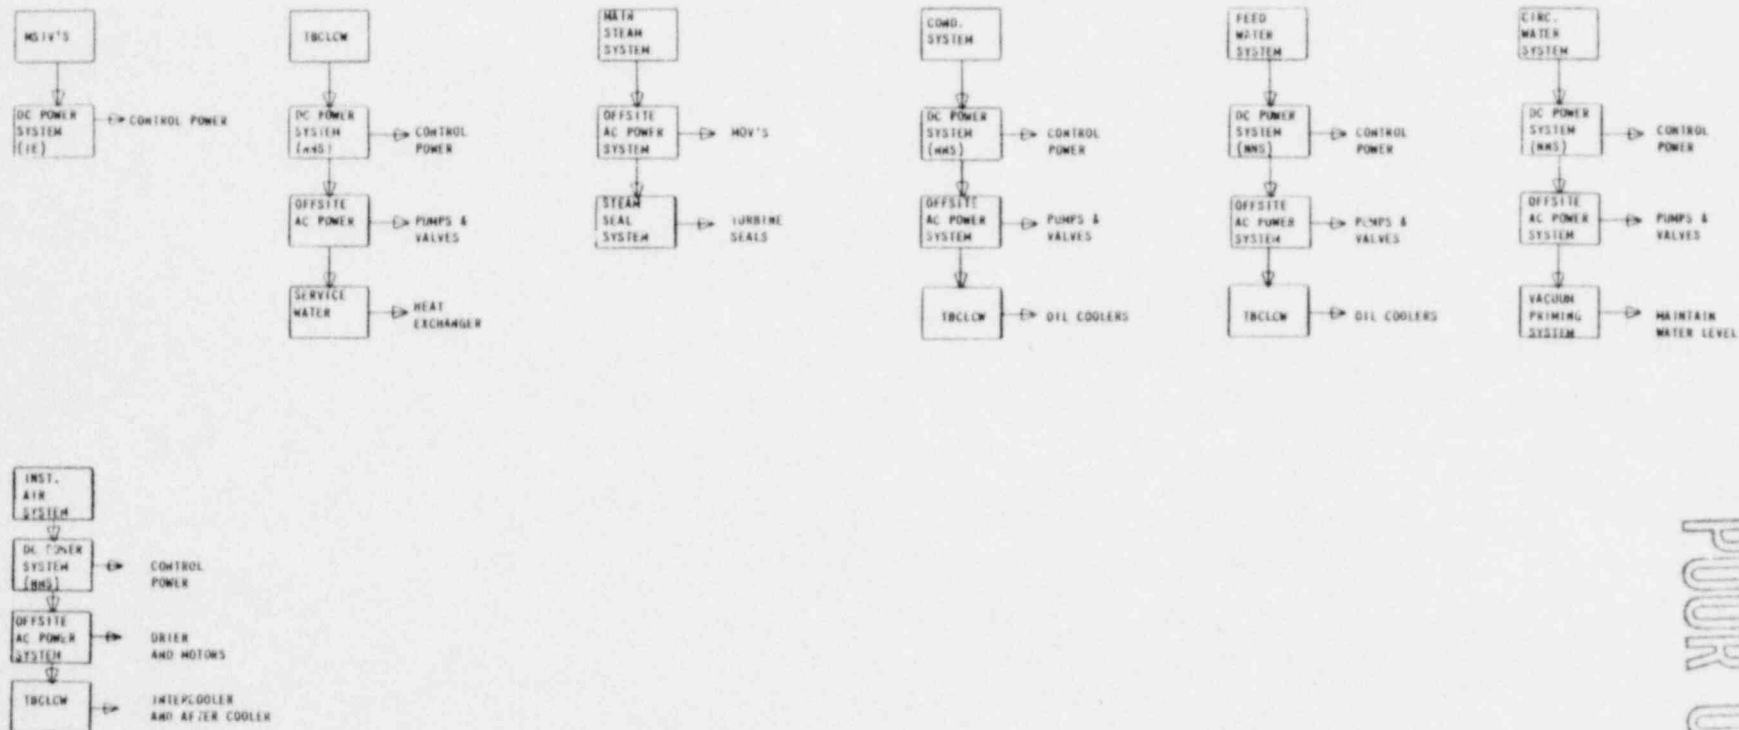 MSIV'S
DC POWER
SYSTEM
(IE)
CONTROL POWER
TBCLCW
DC POWER
SYSTEM
(NNS)
CONTROL
POWER
OFFSITE
AC POWER
PUMPS &
VALVES
SERVICE
WATER
HEAT
EXCHANGER
MAIN
STEAM
SYSTEM
OFFSITE
AC POWER
SYSTEM
MOV'S
STEAM
SEAL
SYSTEM
TURBINE
SEALS
COND.
SYSTEM
DC POWER
SYSTEM
(NNS)
CONTROL
POWER
OFFSITE
AC POWER
SYSTEM
PUMPS &
VALVES
TBCLCW
OIL COOLERS
FEED
WATER
SYSTEM
DC POWER
SYSTEM
(NNS)
CONTROL
POWER
OFFSITE
AC POWER
SYSTEM
PUMPS &
VALVES
TBCLCW
OIL COOLERS
CIRC.
WATER
SYSTEM
DC POWER
SYSTEM
(NNS)
CONTROL
POWER
OFFSITE
AC POWER
SYSTEM
PUMPS &
VALVES
VACUUM
PRIMING
SYSTEM
MAINTAIN
WATER LEVEL
INST.
AIR
SYSTEM
DC POWER
SYSTEM
(NNS)
CONTROL
POWER
OFFSITE
AC POWER
SYSTEM
DRIER
AND MOTORS
TBCLCW
INTERCOOLER
AND AFTER COOLER
POOR